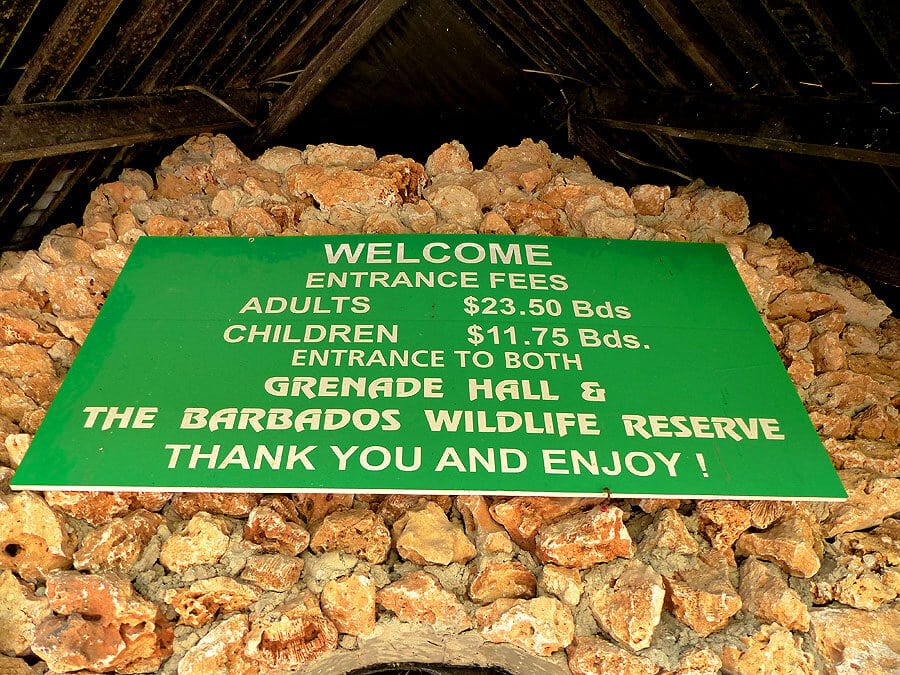 WELCOME
ENTRANCE FEES
ADULTS $23.50 Bds
CHILDREN $11.75 Bds.
ENTRANCE TO BOTH
GRENADE HALL &
THE BARBADOS WILDLIFE RESERVE
THANK YOU AND ENJOY !